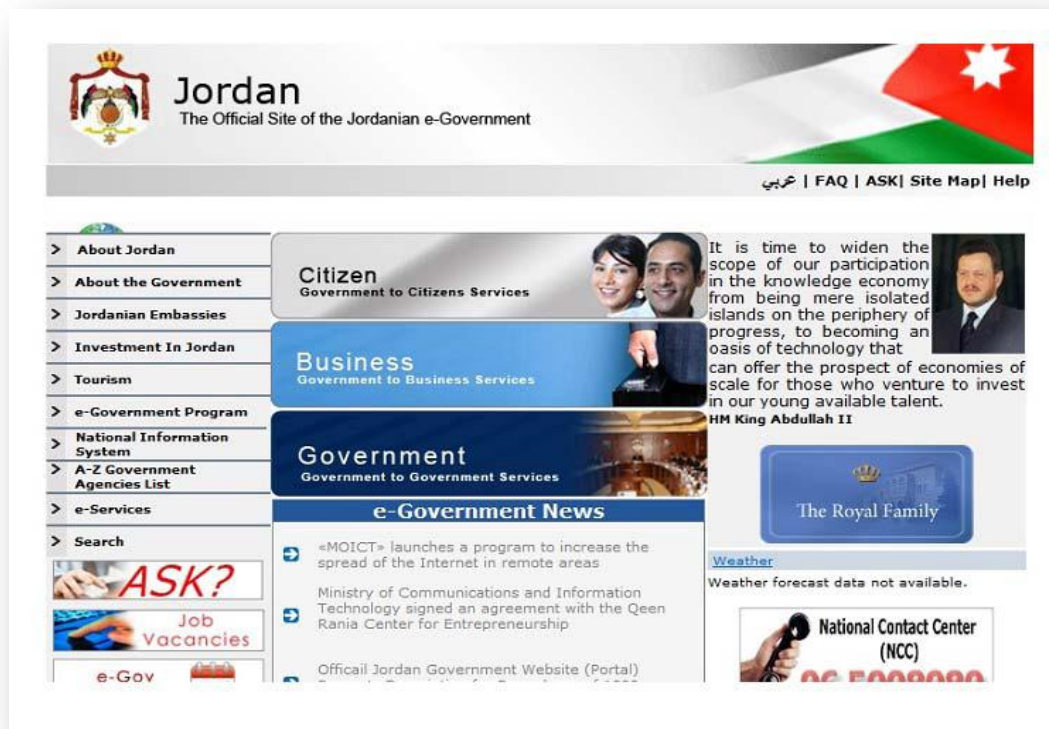 Jordan
The Official Site of the Jordanian e-Government
عربي | FAQ | ASK| Site Map| Help
About Jordan
About the Government
Jordanian Embassies
Investment In Jordan
Tourism
e-Government Program
National Information
System
A-Z Government
Agencies List
e-Services
Search
ASK?
Job
Vacancies
e-Gov
Citizen
Government to Citizens Services
Business
Government to Business Services
Government
Government to Government Services
e-Government News
«MOICT» launches a program to increase the
spread of the Internet in remote areas
Ministry of Communications and Information
Technology signed an agreement with the Qeen
Rania Center for Entrepreneurship
Officail Jordan Government Website (Portal)
It is time to widen the
scope of our participation
in the knowledge economy
from being mere isolated
islands on the periphery of
progress, to becoming an
oasis of technology that
can offer the prospect of economies of
scale for those who venture to invest
in our young available talent.
HM King Abdullah II
The Royal Family
Weather
Weather forecast data not available.
National Contact Center
(NCC)